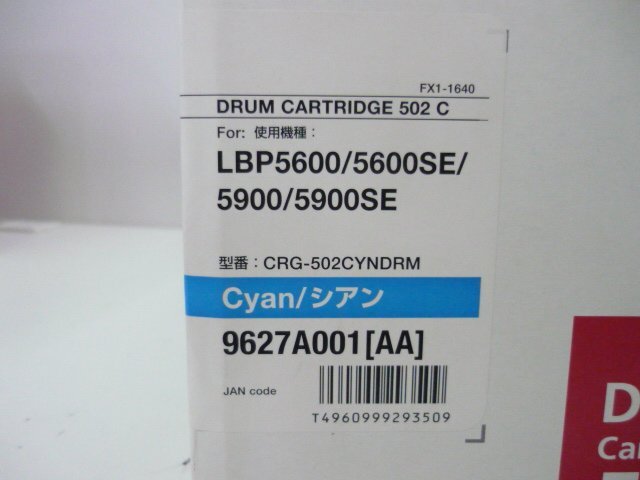 FX1-1640
DRUM CARTRIDGE 502 C
For: 使用機種：
LBP5600/5600SE/
5900/5900SE
型番：CRG-502CYNDRM
Cyan/シアン
9627A001[AA]
JAN code
T4960999293509
D
Ca